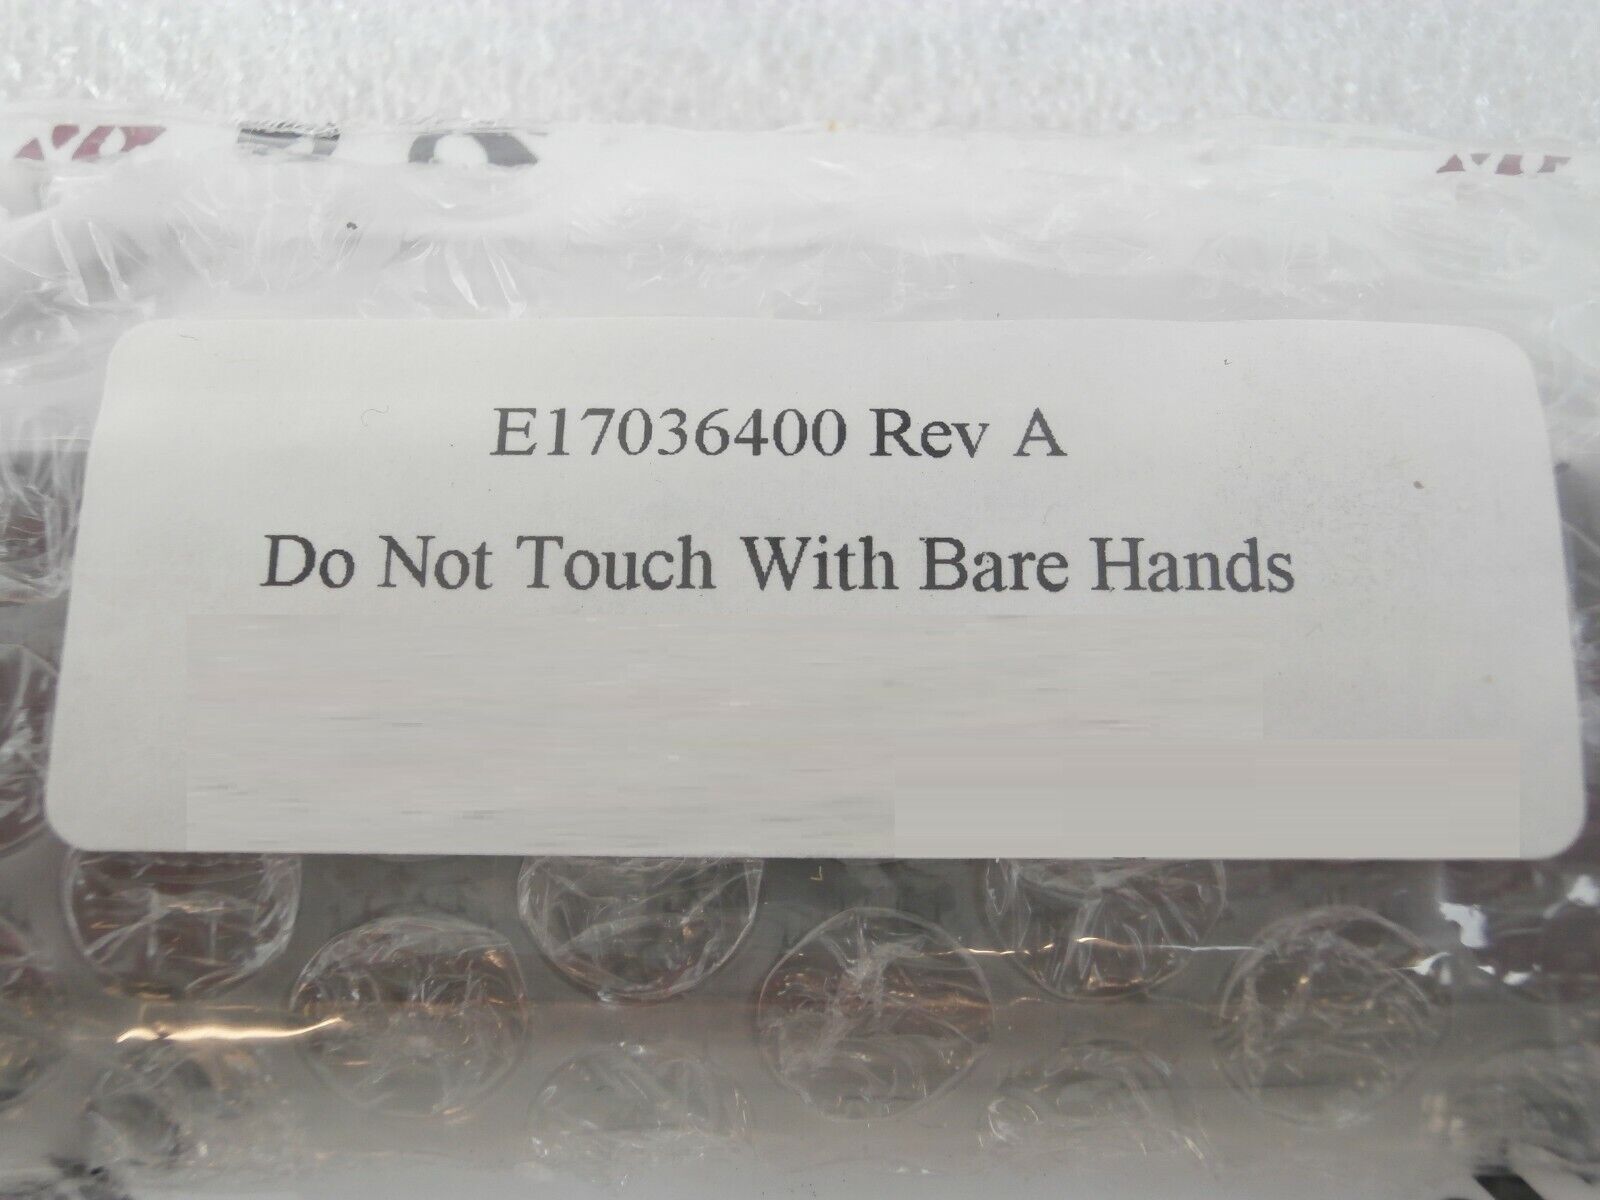 E17036400 Rev A
Do Not Touch With Bare Hands